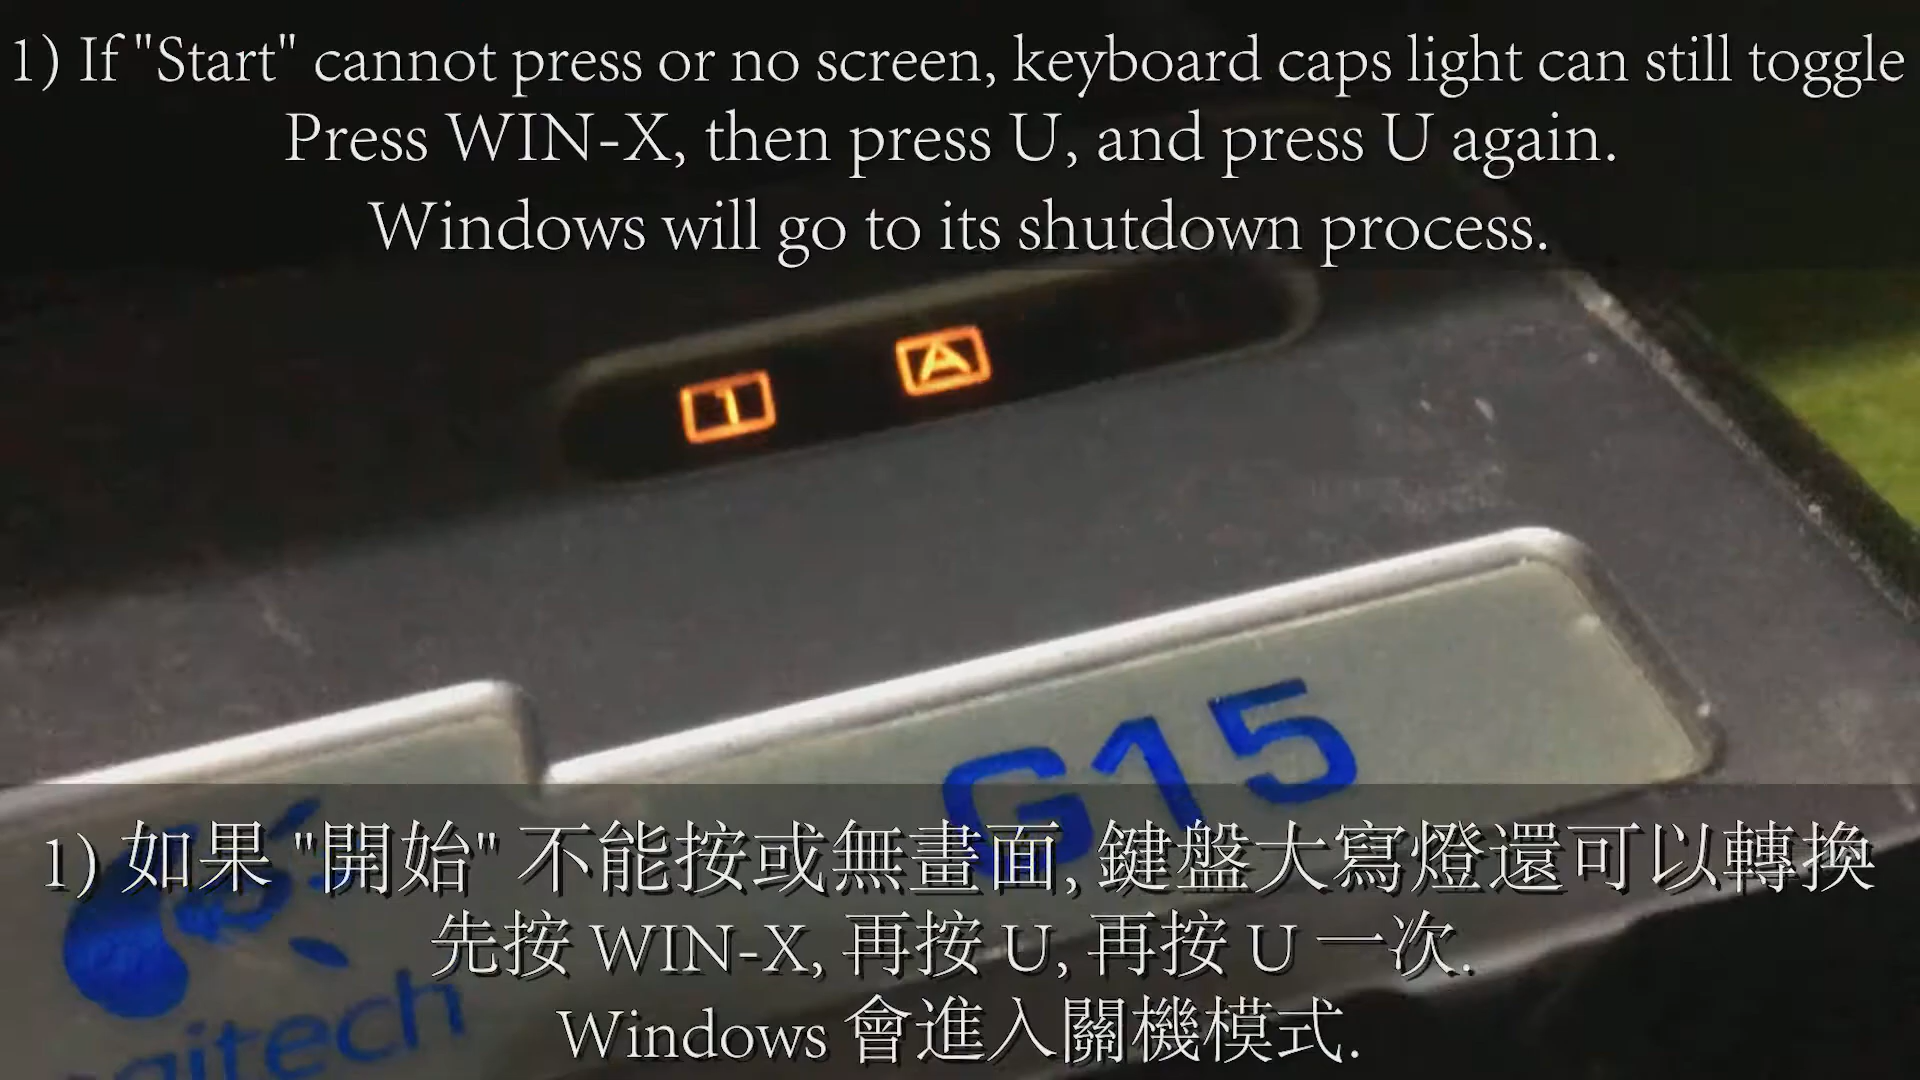 1) If "Start" cannot press or no screen, keyboard caps light can still toggle
Press WIN-X, then press U, and press U again.
Windows will go to its shutdown process.
1
A
G15
1) 如果 "開始" 不能按或無畫面, 鍵盤大寫燈還可以轉換
先按 WIN-X, 再按 U, 再按 U 一次.
Windows 會進入關機模式.
gitech